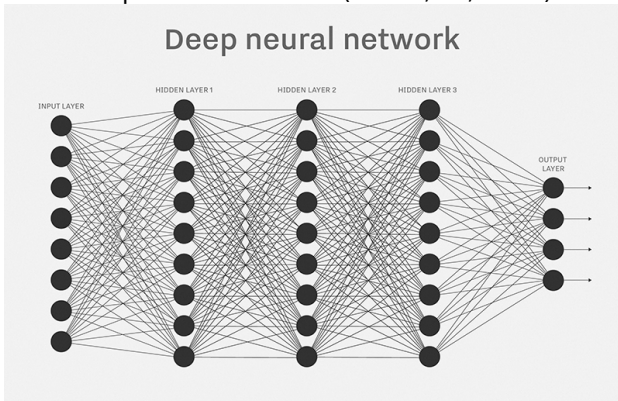 Deep neural network
INPUT LAYER
HIDDEN LAYER 1
HIDDEN LAYER 2
HIDDEN LAYER 3
OUTPUT
LAYER